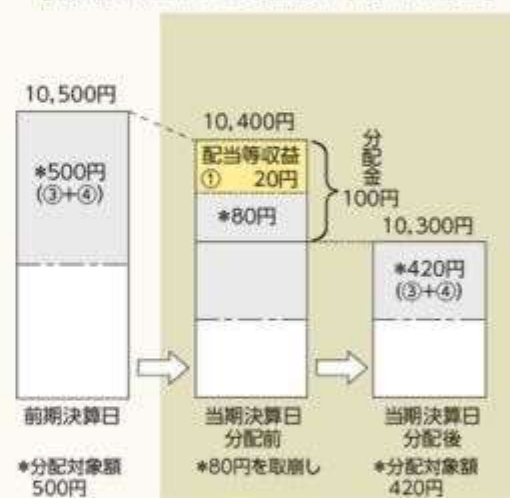 10,500円
*500円
(③+④)
前期決算日
*分配対象額
500円
10,400円
配当等収益
① 20円
*80円
分配金
100円
当期決算日
分配前
*80円を取崩し
10,300円
*420円
(③+④)
当期決算日
分配後
*分配対象額
420円